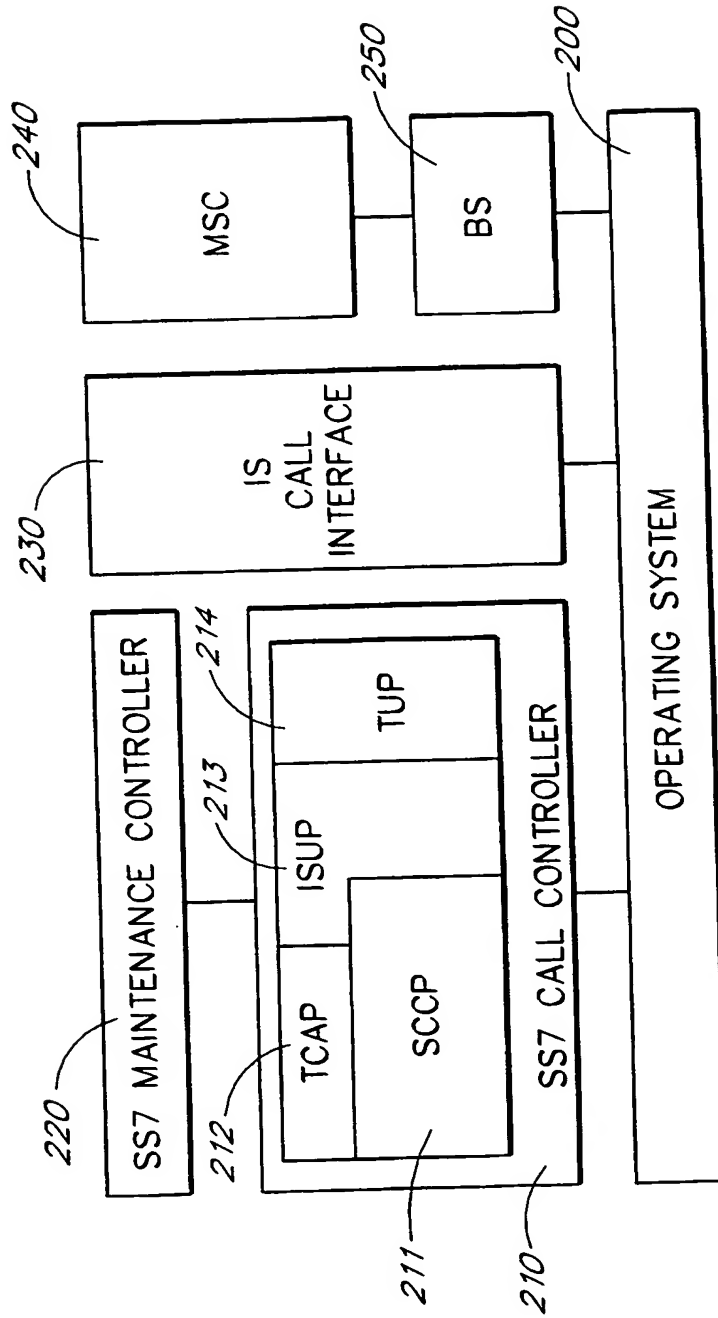 240
MSC
250
BS
200
230
IS
CALL
INTERFACE
220
SS7 MAINTENANCE CONTROLLER
212
TCAP
213
ISUP
214
TUP
211
SCCP
210
SS7 CALL CONTROLLER
OPERATING SYSTEM